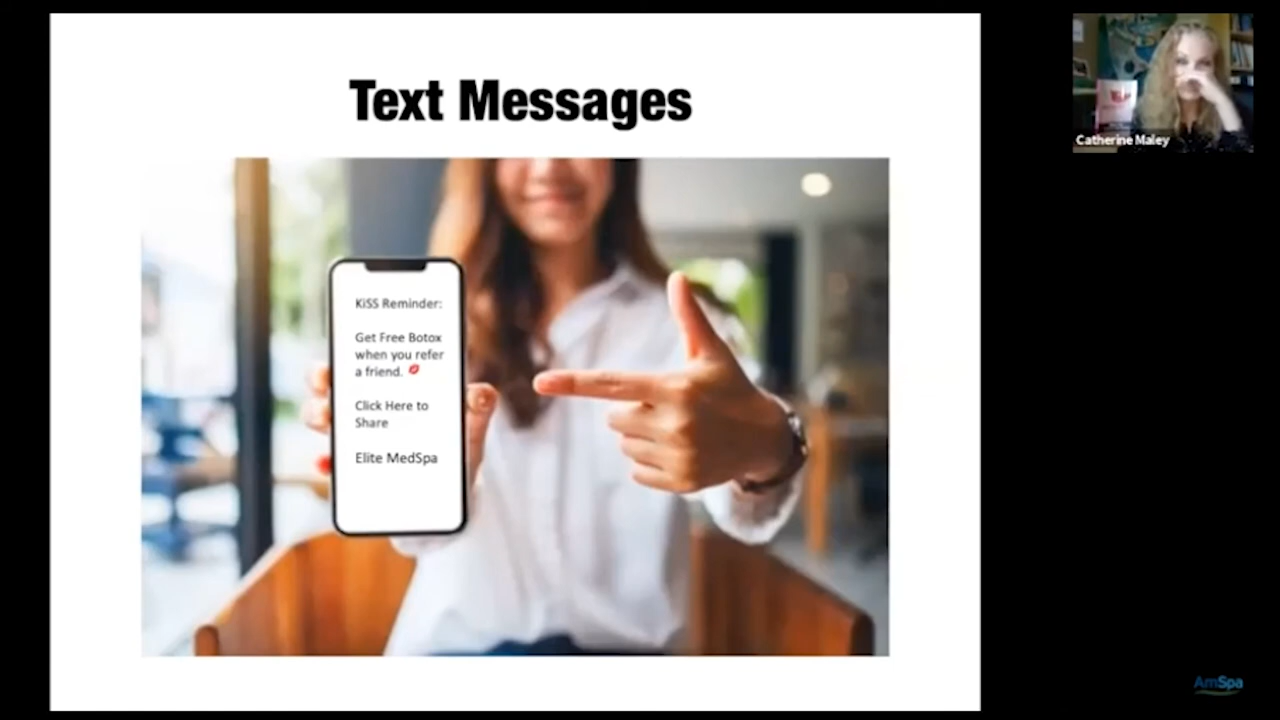 Text Messages
KiSS Reminder:
Get Free Botox
when you refer
a friend. 💋
Click Here to
Share
Elite MedSpa
Catherine Maley
AmSpa